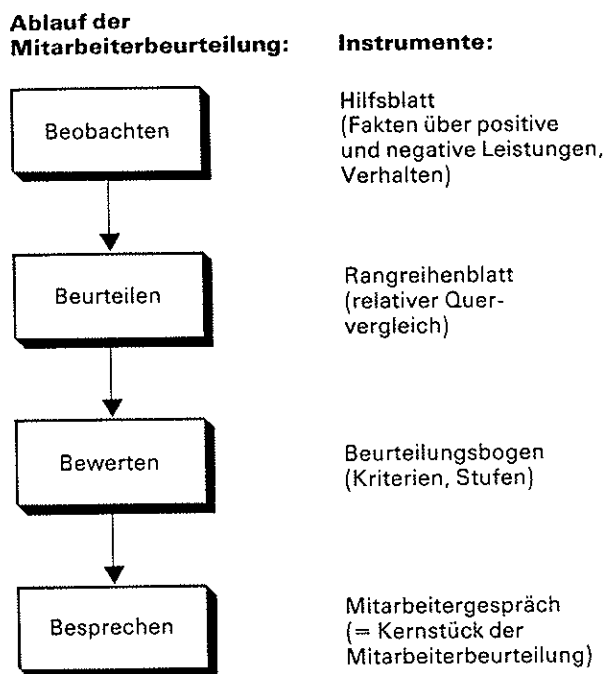 Ablauf der
Mitarbeiterbeurteilung:
Instrumente:
Beobachten
Hilfsblatt
(Fakten über positive
und negative Leistungen,
Verhalten)
Beurteilen
Rangreihenblatt
(relativer Quer-
vergleich)
Bewerten
Beurteilungsbogen
(Kriterien, Stufen)
Besprechen
Mitarbeitergespräch
(= Kernstück der
Mitarbeiterbeurteilung)